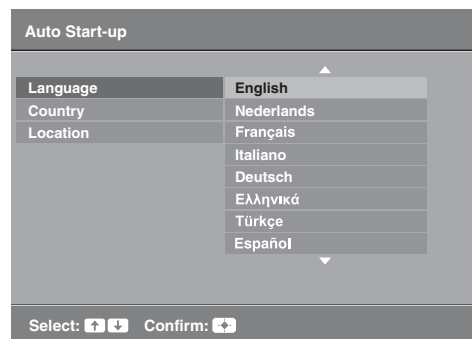 Auto Start-up
Language
Country
Location
English
Nederlands
Français
Italiano
Deutsch
Ελληνικά
Türkçe
Español
Select: Confirm: